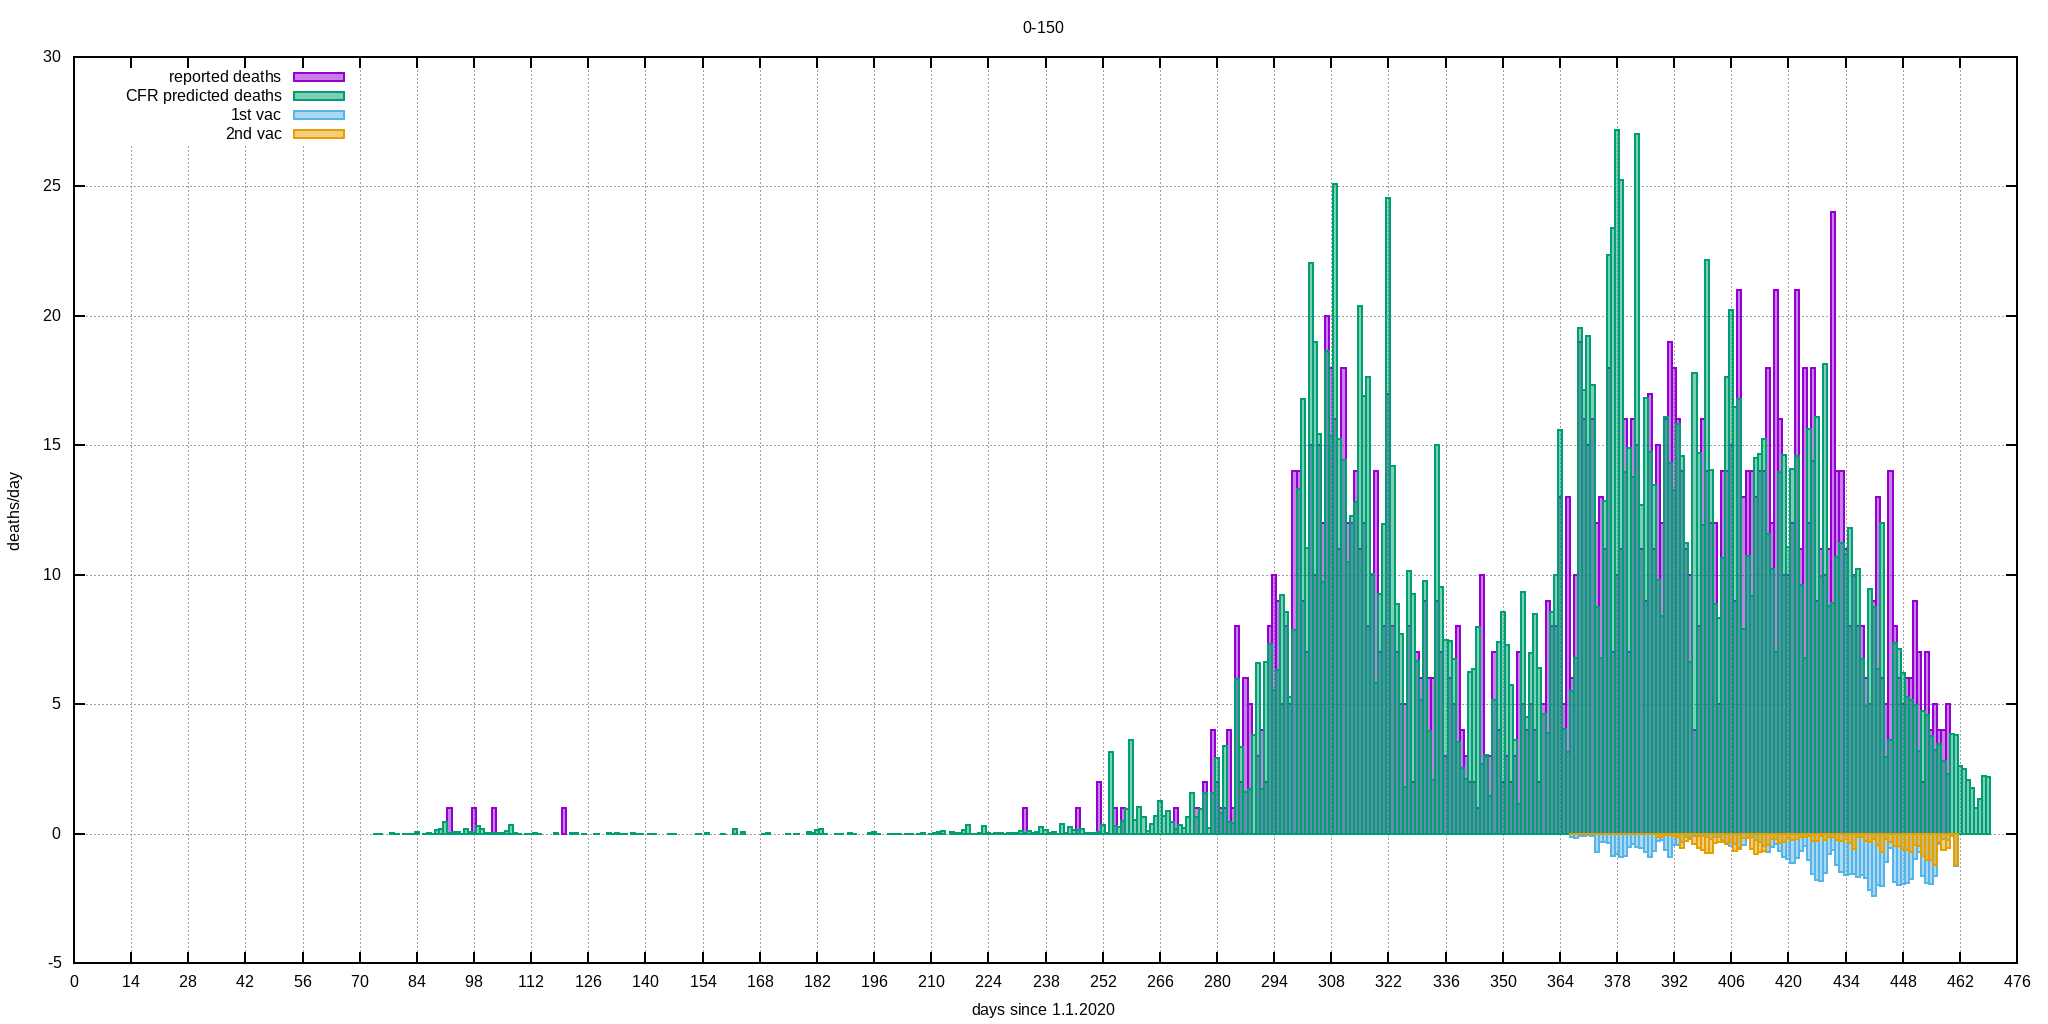 0-150
reported deaths
CFR predicted deaths
1st vac
2nd vac
30
25
20
15
10
5
0
-5
deaths/day
0 14 28 42 56 70 84 98 112 126 140 154 168 182 196 210 224 238 252 266 280 294 308 322 336 350 364 378 392 406 420 434 448 462 476
days since 1.1.2020